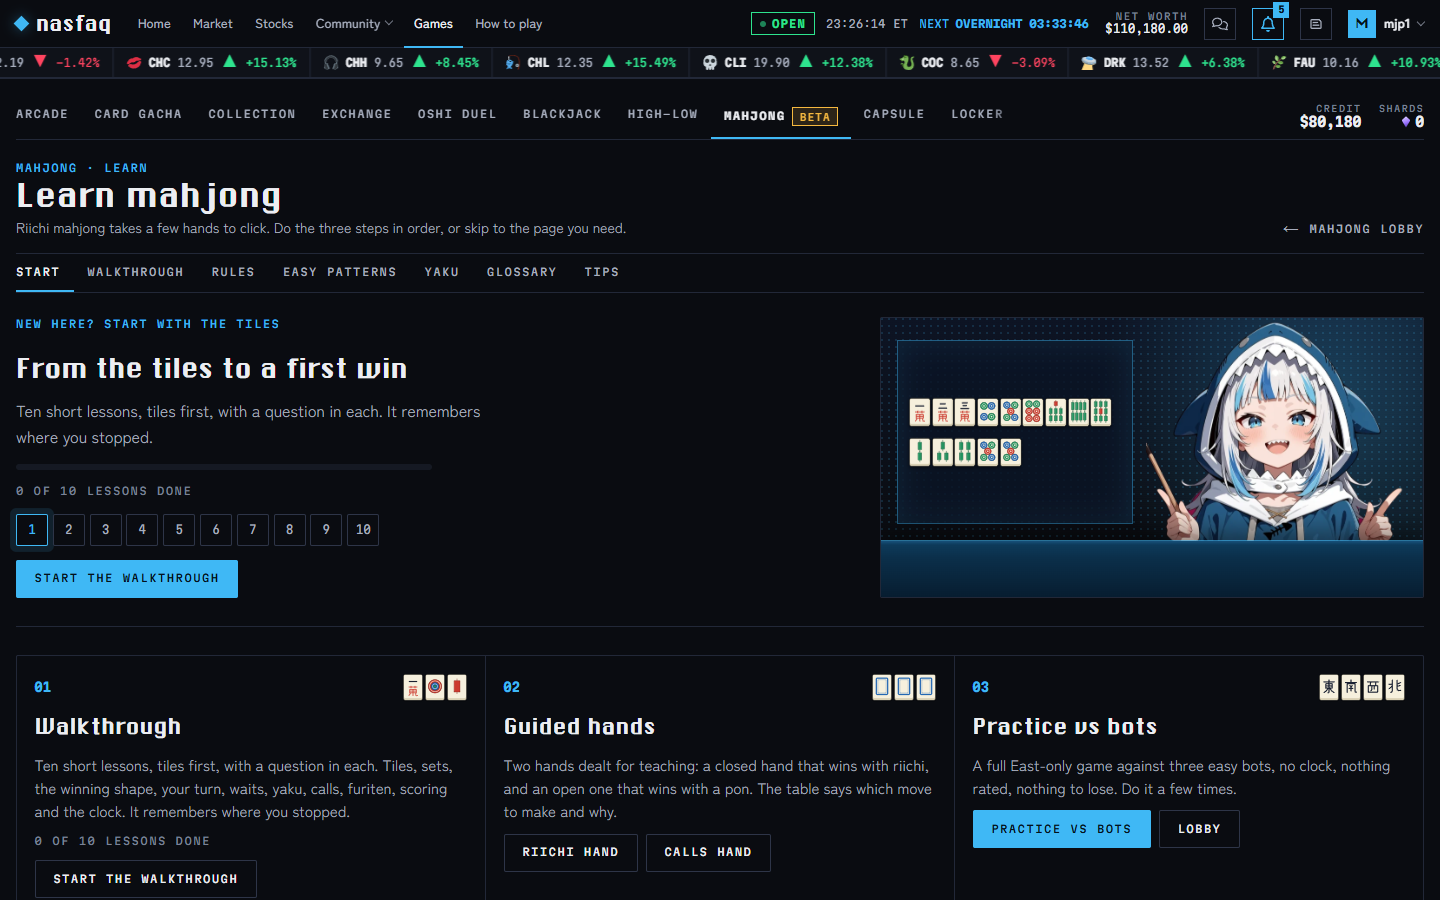 nasfaq Home Market Stocks Community Games How to play OPEN 23:26:14 ET NEXT OVERNIGHT 03:33:46 NET WORTH $110,180.00 5 M mjp1
.19 -1.42% CHC 12.95 +15.13% CHH 9.65 +8.45% CHL 12.35 +15.49% CLI 19.90 +12.38% COC 8.65 -3.09% DRK 13.52 +6.38% FAU 10.16 +10.93%
ARCADE CARD GACHA COLLECTION EXCHANGE OSHI DUEL BLACKJACK HIGH-LOW MAHJONG BETA CAPSULE LOCKER CREDIT $80,180 SHARDS 0
MAHJONG · LEARN
Learn mahjong
Riichi mahjong takes a few hands to click. Do the three steps in order, or skip to the page you need.
← MAHJONG LOBBY
START WALKTHROUGH RULES EASY PATTERNS YAKU GLOSSARY TIPS
NEW HERE? START WITH THE TILES
From the tiles to a first win
Ten short lessons, tiles first, with a question in each. It remembers
where you stopped.
0 OF 10 LESSONS DONE
1 2 3 4 5 6 7 8 9 10
START THE WALKTHROUGH
一萬 二萬 三萬
01
一萬
Walkthrough
Ten short lessons, tiles first, with a question in each. Tiles, sets,
the winning shape, your turn, waits, yaku, calls, furiten, scoring
and the clock. It remembers where you stopped.
0 OF 10 LESSONS DONE
START THE WALKTHROUGH
02
Guided hands
Two hands dealt for teaching: a closed hand that wins with riichi,
and an open one that wins with a pon. The table says which move
to make and why.
RIICHI HAND CALLS HAND
03
東 南 西 北
Practice vs bots
A full East-only game against three easy bots, no clock, nothing
rated, nothing to lose. Do it a few times.
PRACTICE VS BOTS LOBBY